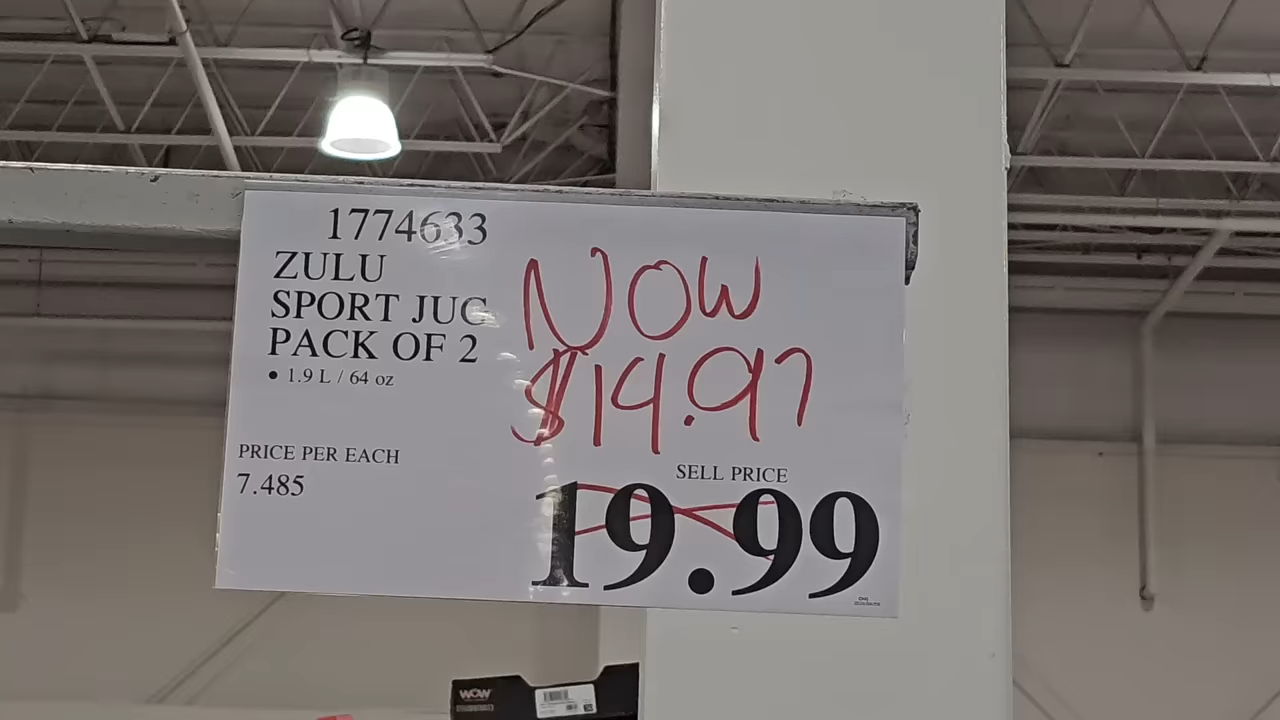 1774633
ZULU
SPORT JUG
PACK OF 2
• 1.9 L / 64 oz
NOW
$14.97
PRICE PER EACH
7.485
SELL PRICE
19.99
WOW